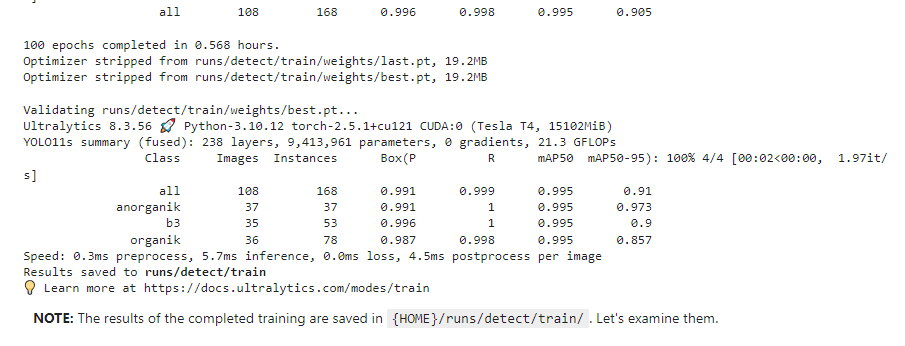 ]
all 108 168 0.996 0.998 0.995 0.905
100 epochs completed in 0.568 hours.
Optimizer stripped from runs/detect/train/weights/last.pt, 19.2MB
Optimizer stripped from runs/detect/train/weights/best.pt, 19.2MB
Validating runs/detect/train/weights/best.pt...
Ultralytics 8.3.56 🚀 Python-3.10.12 torch-2.5.1+cu121 CUDA:0 (Tesla T4, 15102MiB)
YOLO11s summary (fused): 238 layers, 9,413,961 parameters, 0 gradients, 21.3 GFLOPs
Class Images Instances Box(P R mAP50 mAP50-95): 100% 4/4 [00:02<00:00, 1.97it/
s]
all 108 168 0.991 0.999 0.995 0.91
anorganik 37 37 0.991 1 0.995 0.973
b3 35 53 0.996 1 0.995 0.9
organik 36 78 0.987 0.998 0.995 0.857
Speed: 0.3ms preprocess, 5.7ms inference, 0.0ms loss, 4.5ms postprocess per image
Results saved to runs/detect/train
💡 Learn more at https://docs.ultralytics.com/modes/train
NOTE: The results of the completed training are saved in {HOME}/runs/detect/train/ . Let's examine them.